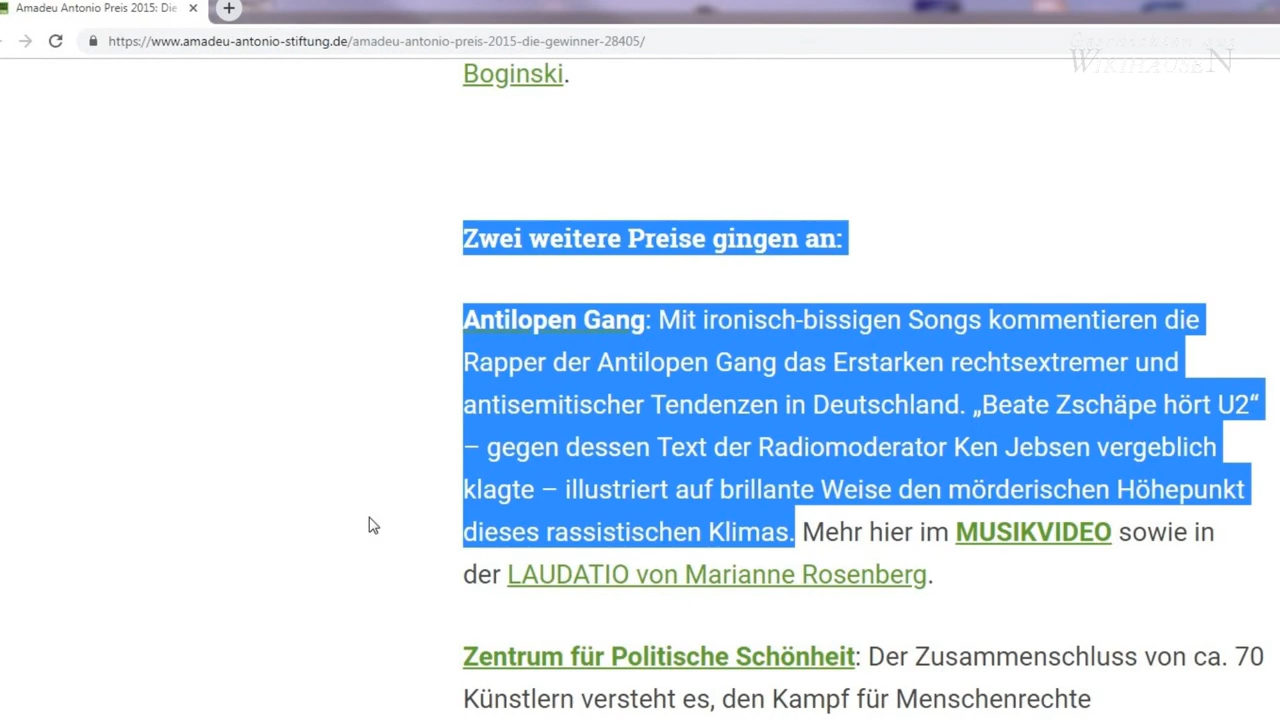 Amadeu Antonio Preis 2015: Die
https://www.amadeu-antonio-stiftung.de/amadeu-antonio-preis-2015-die-gewinner-28405/
WIKIHAUSEN
Boginski.
Zwei weitere Preise gingen an:
Antilopen Gang: Mit ironisch-bissigen Songs kommentieren die
Rapper der Antilopen Gang das Erstarken rechtsextremer und
antisemitischer Tendenzen in Deutschland. „Beate Zschäpe hört U2“
– gegen dessen Text der Radiomoderator Ken Jebsen vergeblich
klagte – illustriert auf brillante Weise den mörderischen Höhepunkt
dieses rassistischen Klimas. Mehr hier im MUSIKVIDEO sowie in
der LAUDATIO von Marianne Rosenberg.
Zentrum für Politische Schönheit: Der Zusammenschluss von ca. 70
Künstlern versteht es, den Kampf für Menschenrechte